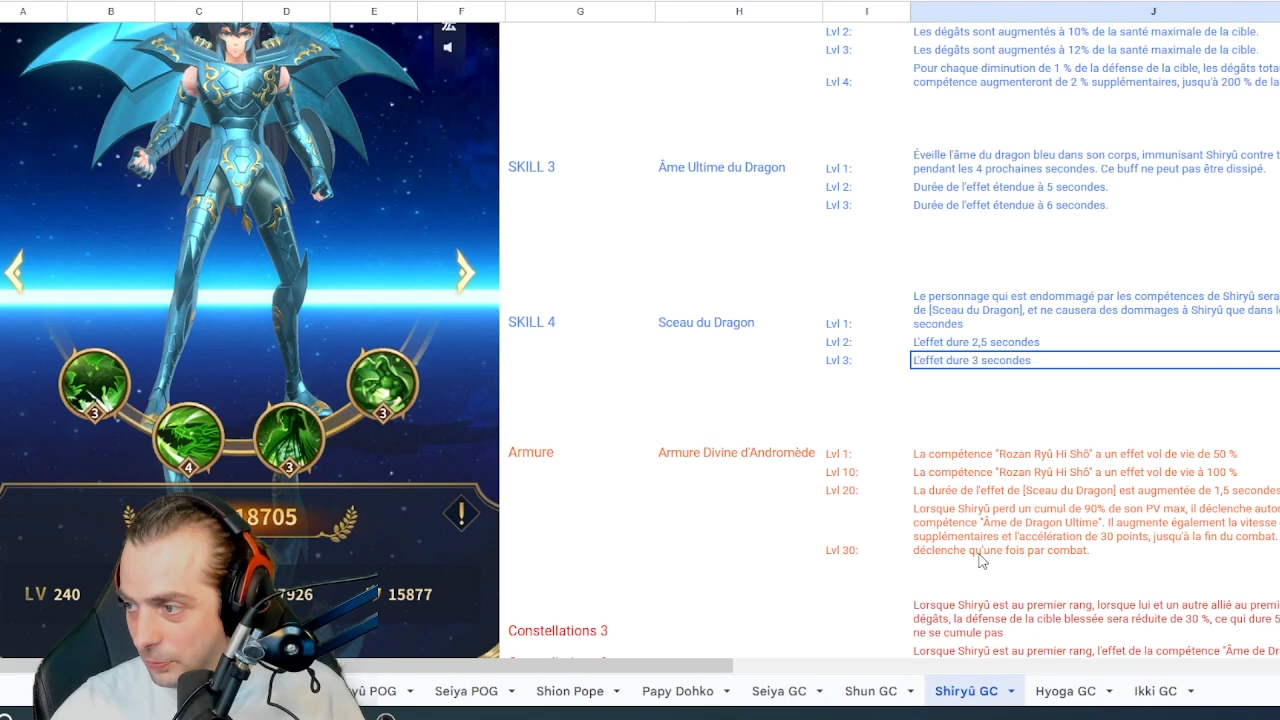 A B C D E F G H I J
Lvl 2: Les dégâts sont augmentés à 10% de la santé maximale de la cible.
Lvl 3: Les dégâts sont augmentés à 12% de la santé maximale de la cible.
Pour chaque diminution de 1 % de la défense de la cible, les dégâts tota
Lvl 4: compétence augmenteront de 2 % supplémentaires, jusqu'à 200 % de la
Éveille l'âme du dragon bleu dans son corps, immunisant Shiryû contre t
SKILL 3 Âme Ultime du Dragon Lvl 1: pendant les 4 prochaines secondes. Ce buff ne peut pas être dissipé.
Lvl 2: Durée de l'effet étendue à 5 secondes.
Lvl 3: Durée de l'effet étendue à 6 secondes.
Le personnage qui est endommagé par les compétences de Shiryû sera
de [Sceau du Dragon], et ne causera des dommages à Shiryû que dans le
SKILL 4 Sceau du Dragon Lvl 1: secondes
Lvl 2: L'effet dure 2,5 secondes
Lvl 3: L'effet dure 3 secondes
3 4 3 3
Armure Armure Divine d'Andromède Lvl 1: La compétence "Rozan Ryû Hi Shô" a un effet vol de vie de 50 %
Lvl 10: La compétence "Rozan Ryû Hi Shô" a un effet vol de vie à 100 %
Lvl 20: La durée de l'effet de [Sceau du Dragon] est augmentée de 1,5 secondes
Lorsque Shiryû perd un cumul de 90% de son PV max, il déclenche autor
compétence "Âme de Dragon Ultime". Il augmente également la vitesse
supplémentaires et l'accélération de 30 points, jusqu'à la fin du combat.
Lvl 30: déclenche qu'une fois par combat.
18705
LV 240 7926 15877
Lorsque Shiryû est au premier rang, lorsque lui et un autre allié au premi
dégâts, la défense de la cible blessée sera réduite de 30 %, ce qui dure 5
Constellations 3 ne se cumule pas
Lorsque Shiryû est au premier rang, l'effet de la compétence "Âme de Dr
yû POG Seiya POG Shion Pope Papy Dohko Seiya GC Shun GC Shiryû GC Hyoga GC Ikki GC